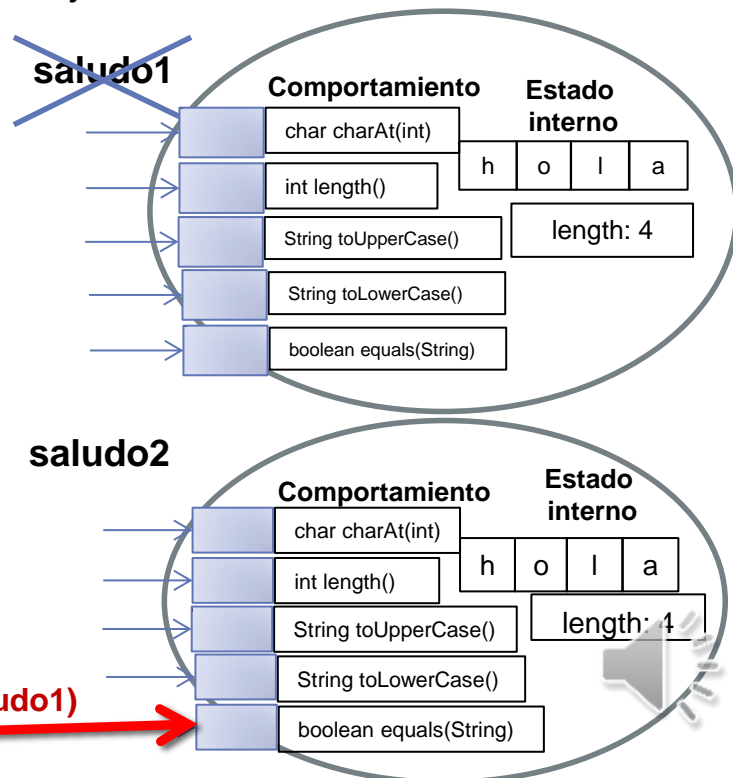 saludo1
Comportamiento
Estado
interno
char charAt(int)
h o l a
int length()
length: 4
String toUpperCase()
String toLowerCase()
boolean equals(String)
saludo2
Comportamiento
Estado
interno
char charAt(int)
h o l a
int length()
length: 4
String toUpperCase()
String toLowerCase()
udo1)
boolean equals(String)